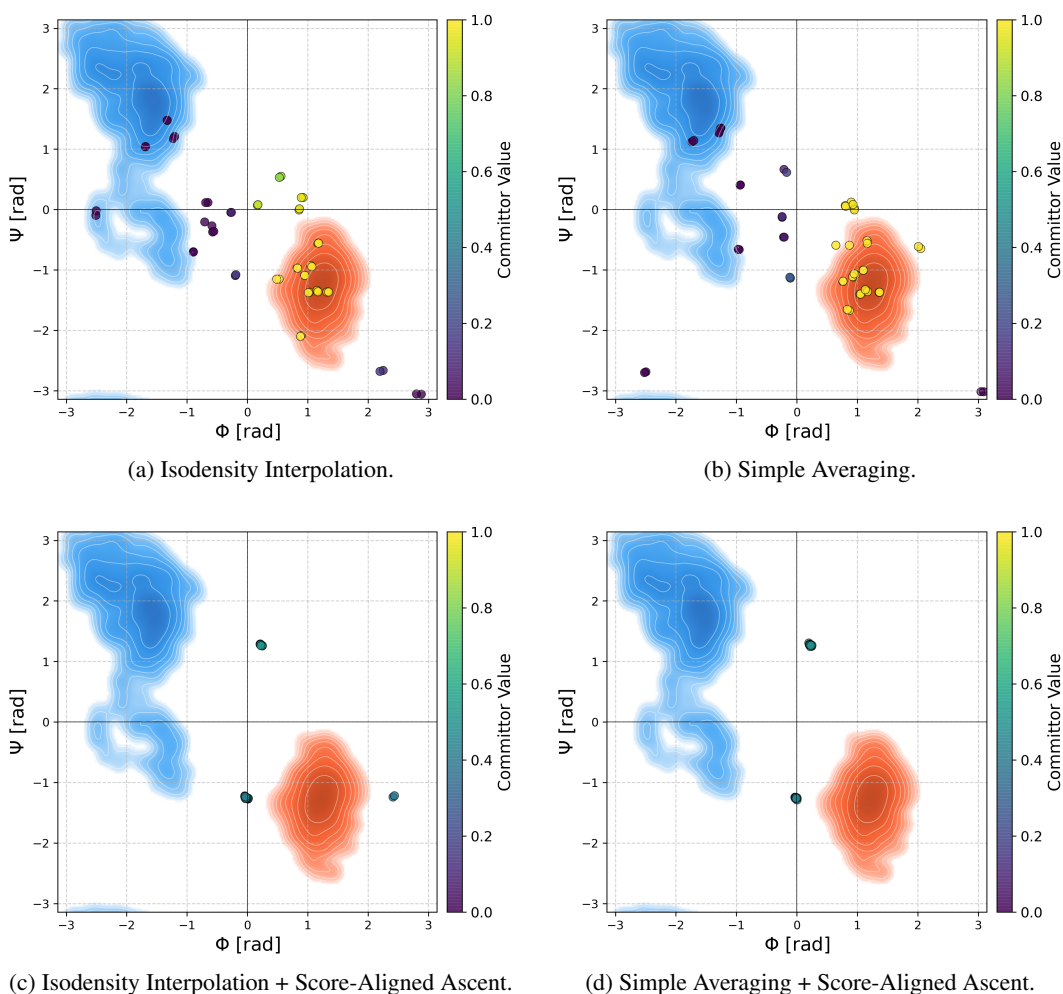 3
2
1
0
−1
−2
−3
Ψ [rad]
−3 −2 −1 0 1 2 3
Φ [rad]
1.0
0.8
0.6
0.4
0.2
0.0
Committor Value
(a) Isodensity Interpolation.
3
2
1
0
−1
−2
−3
Ψ [rad]
−3 −2 −1 0 1 2 3
Φ [rad]
1.0
0.8
0.6
0.4
0.2
0.0
Committor Value
(b) Simple Averaging.
3
2
1
0
−1
−2
−3
Ψ [rad]
−3 −2 −1 0 1 2 3
Φ [rad]
1.0
0.8
0.6
0.4
0.2
0.0
Committor Value
(c) Isodensity Interpolation + Score-Aligned Ascent.
3
2
1
0
−1
−2
−3
Ψ [rad]
−3 −2 −1 0 1 2 3
Φ [rad]
1.0
0.8
0.6
0.4
0.2
0.0
Committor Value
(d) Simple Averaging + Score-Aligned Ascent.